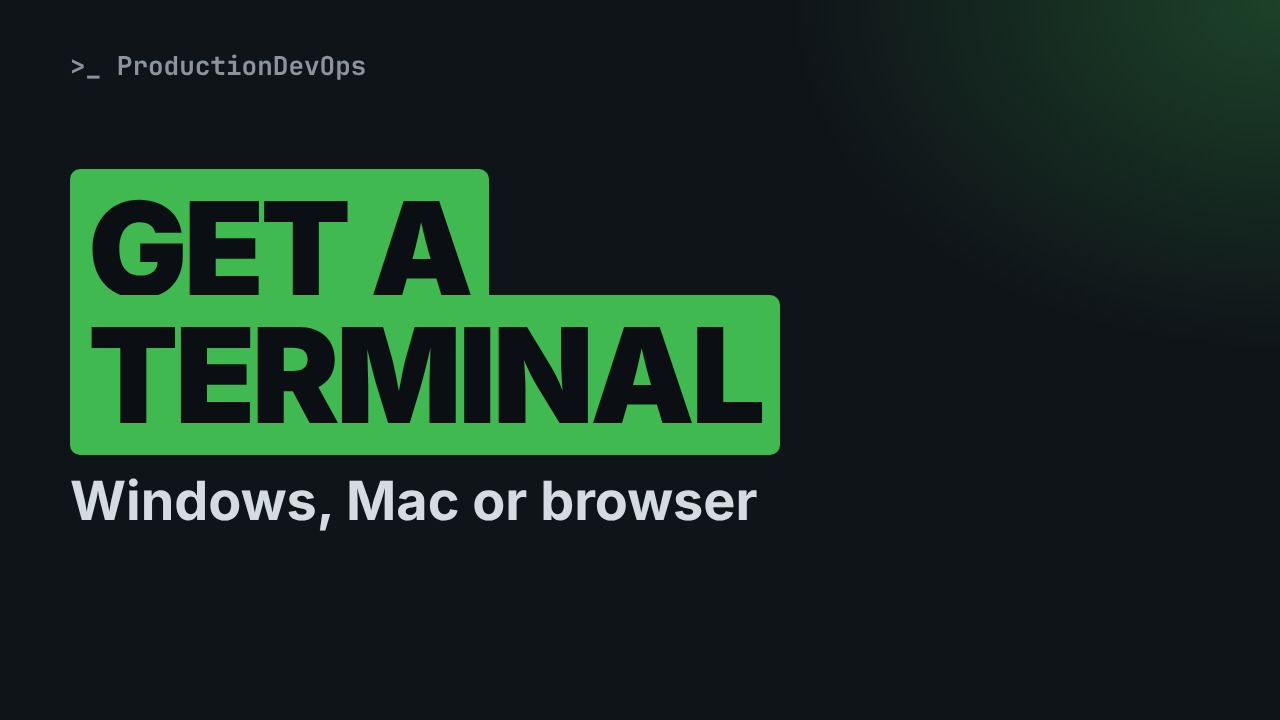 >_ ProductionDevOps
GET A
TERMINAL
Windows, Mac or browser